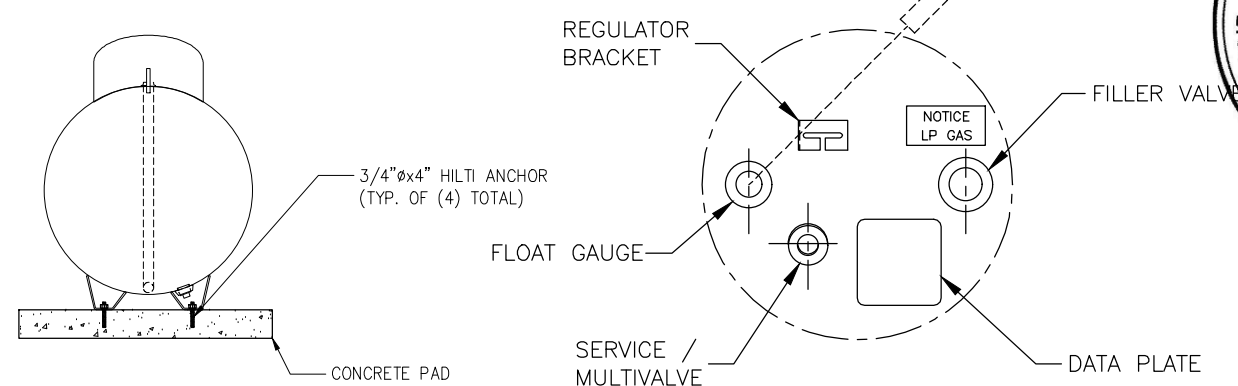 REGULATOR
BRACKET
NOTICE
LP GAS
FILLER VALVE
3/4"øx4" HILTI ANCHOR
(TYP. OF (4) TOTAL)
FLOAT GAUGE
SERVICE /
MULTIVALVE
DATA PLATE
CONCRETE PAD